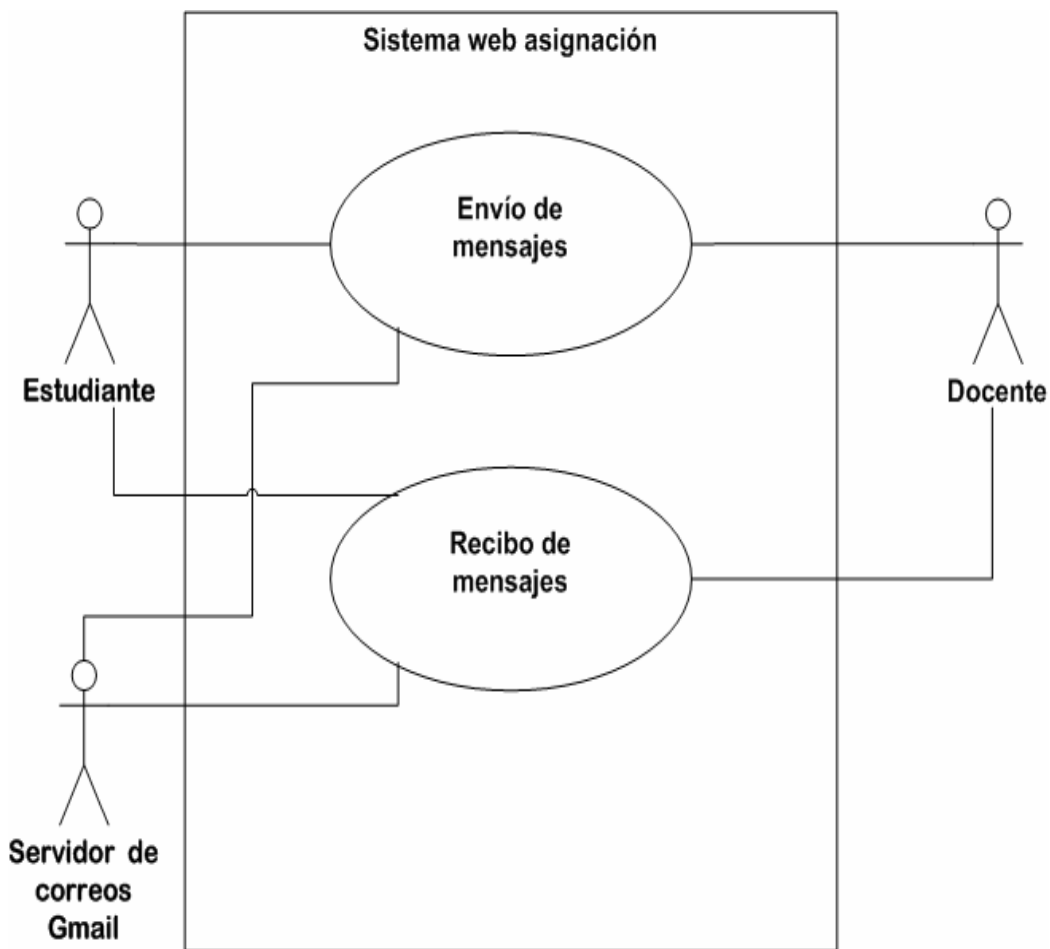 Sistema web asignación
Envío de
mensajes
Estudiante
Docente
Recibo de
mensajes
Servidor de
correos
Gmail